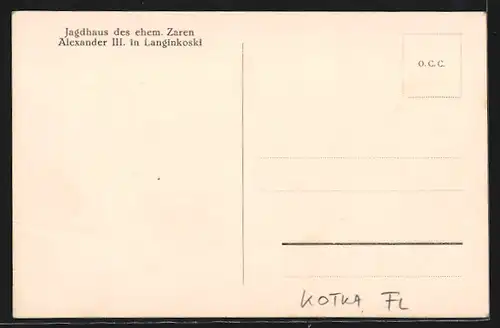 Jagdhaus des ehem. Zaren
Alexander III. in Langinkoski
O.C.C.
KOTKA FL